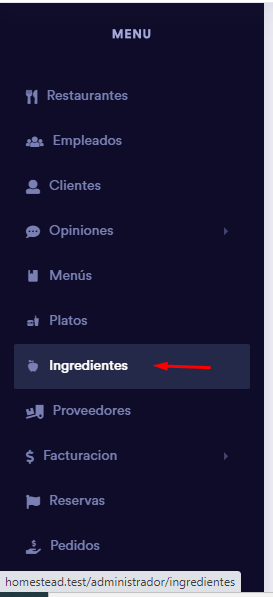 MENU
Restaurantes
Empleados
Clientes
Opiniones
Menús
Platos
Ingredientes
Proveedores
Facturacion
Reservas
Pedidos
homestead.test/administrador/ingredientes